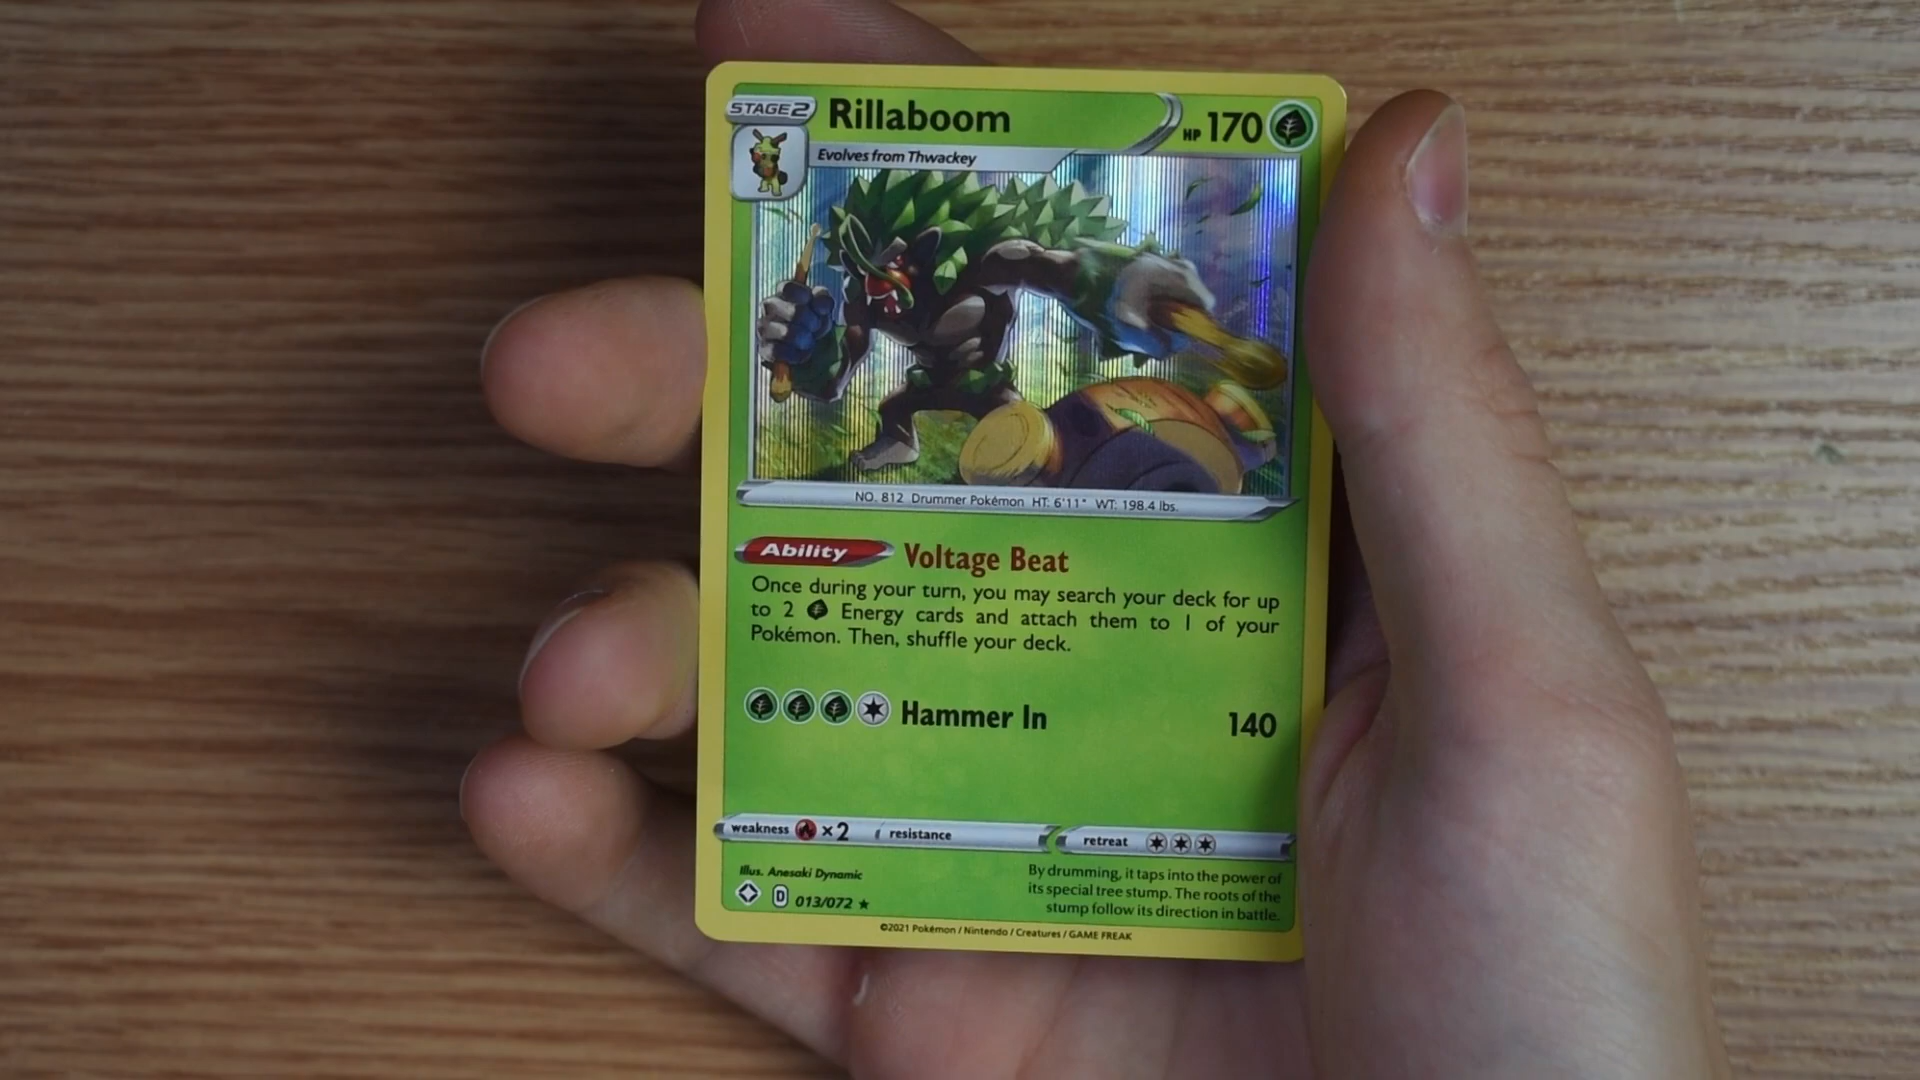 STAGE 2
Rillaboom
HP 170
Evolves from Thwackey
NO. 812 Drummer Pokémon HT: 6'11" WT: 198.4 lbs.
Ability Voltage Beat
Once during your turn, you may search your deck for up
to 2 Energy cards and attach them to 1 of your
Pokémon. Then, shuffle your deck.
Hammer In 140
weakness ×2 resistance retreat
Illus. Anesaki Dynamic
D 013/072 ★
By drumming, it taps into the power of
its special tree stump. The roots of the
stump follow its direction in battle.
©2021 Pokémon / Nintendo / Creatures / GAME FREAK